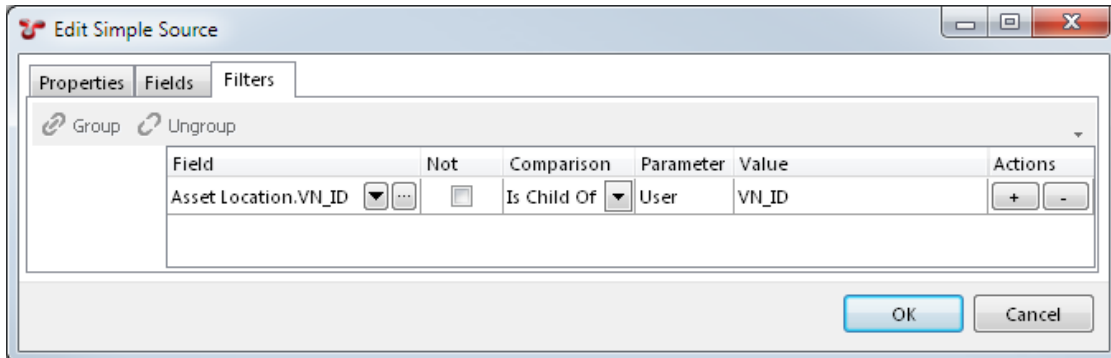 Edit Simple Source
Properties Fields Filters
Group Ungroup
Field Not Comparison Parameter Value Actions
Asset Location.VN_ID ... Is Child Of User VN_ID + -
OK Cancel